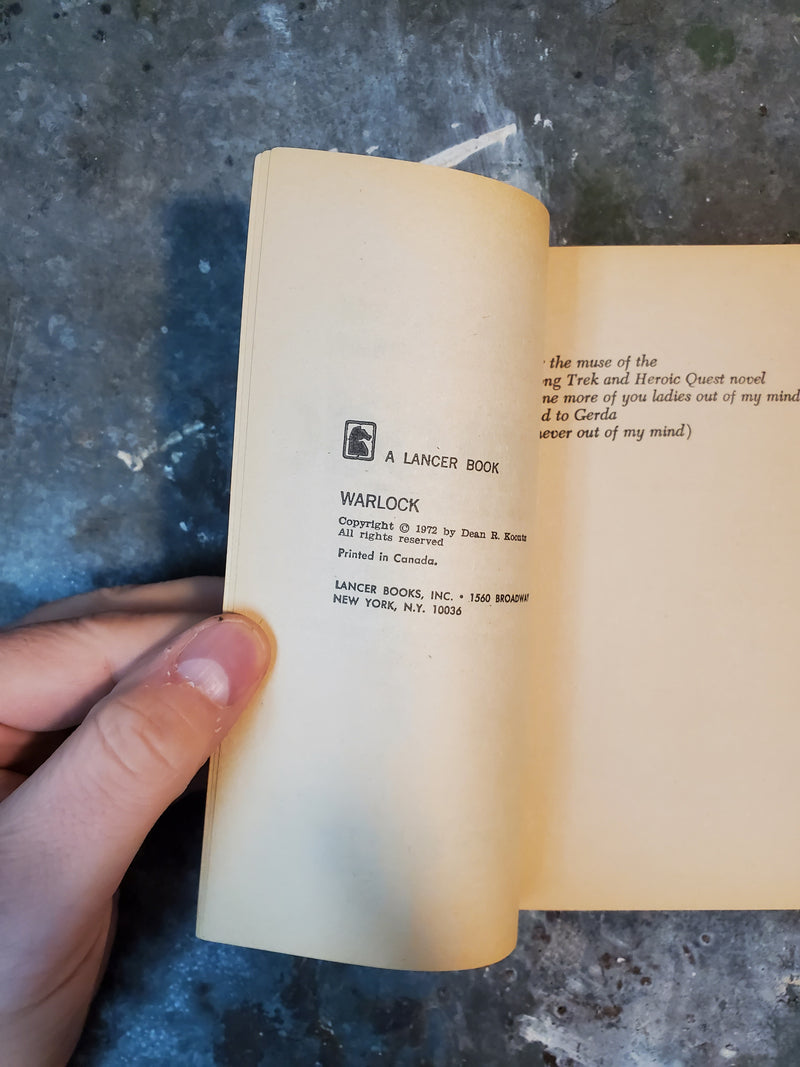 A LANCER BOOK
WARLOCK
Copyright © 1972 by Dean R. Koontz
All rights reserved
Printed in Canada.
LANCER BOOKS, INC. • 1560 BROADWAY
NEW YORK, N.Y. 10036
the muse of the
Trek and Heroic Quest novel
more of you ladies out of my mind
to Gerda
never out of my mind)